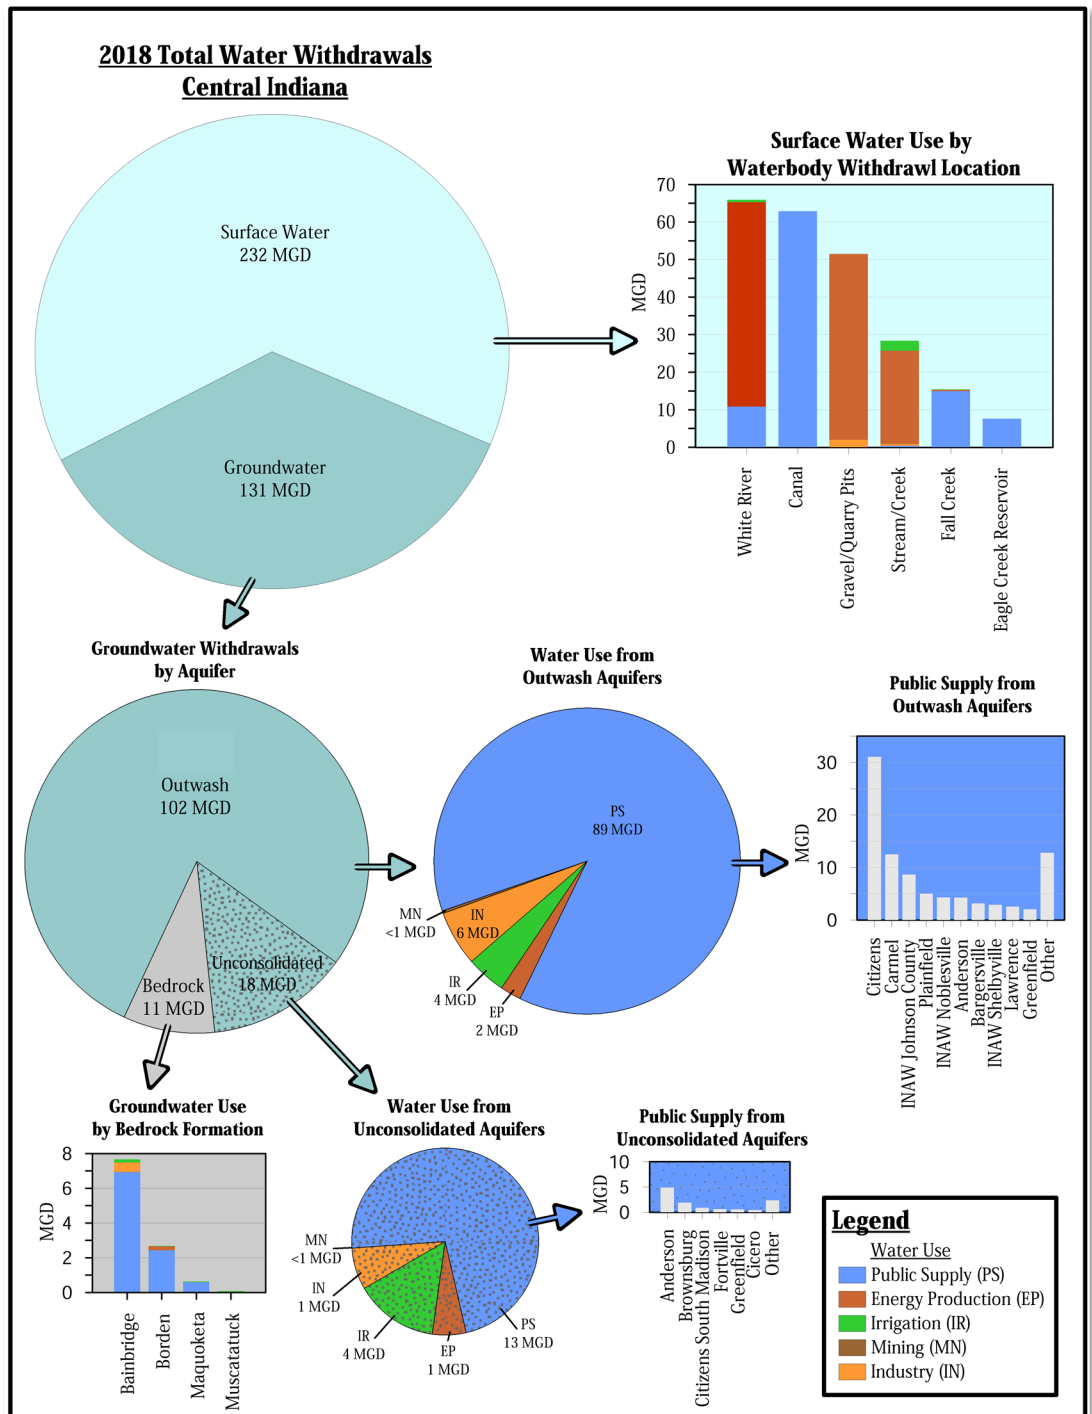 2018 Total Water Withdrawals
Central Indiana
Surface Water
232 MGD
Groundwater
131 MGD
Surface Water Use by
Waterbody Withdrawl Location
MGD
70
60
50
40
30
20
10
0
White River
Canal
Gravel/Quarry Pits
Stream/Creek
Fall Creek
Eagle Creek Reservoir
Groundwater Withdrawals
by Aquifer
Outwash
102 MGD
Unconsolidated
18 MGD
Bedrock
11 MGD
Water Use from
Outwash Aquifers
PS
89 MGD
MN
<1 MGD
IN
6 MGD
IR
4 MGD
EP
2 MGD
Public Supply from
Outwash Aquifers
MGD
30
20
10
0
Citizens
Carmel
INAW Johnson County
Plainfield
INAW Noblesville
Anderson
Bargersville
INAW Shelbyville
Lawrence
Greenfield
Other
Groundwater Use
by Bedrock Formation
MGD
8
6
4
2
0
Bainbridge
Borden
Maquoketa
Muscatatuck
Water Use from
Unconsolidated Aquifers
MN
<1 MGD
IN
1 MGD
IR
4 MGD
EP
1 MGD
PS
13 MGD
Public Supply from
Unconsolidated Aquifers
MGD
10
5
0
Anderson
Brownsburg
Citizens South Madison
Fortville
Greenfield
Cicero
Other
Legend
Water Use
Public Supply (PS)
Energy Production (EP)
Irrigation (IR)
Mining (MN)
Industry (IN)